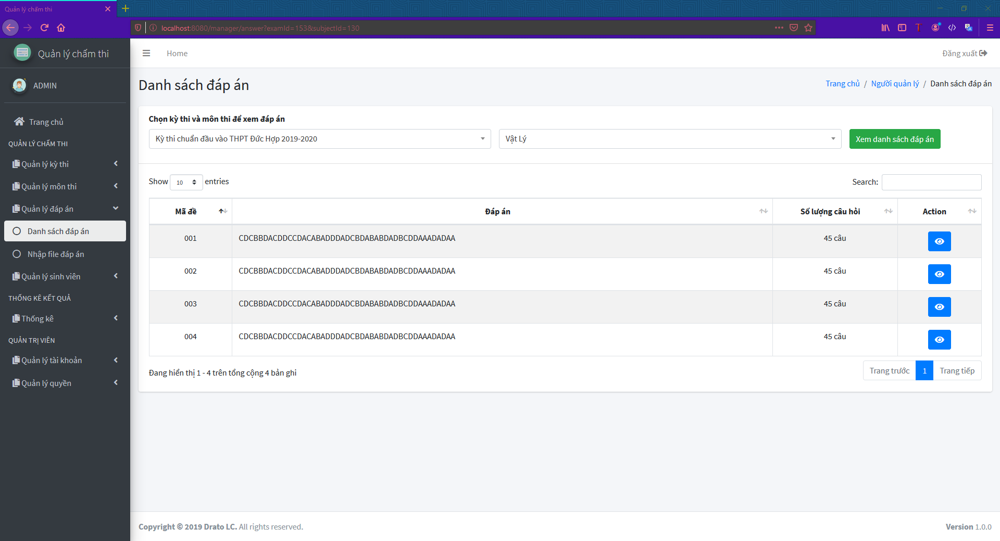 Quản lý chấm thi
localhost:8080/manager/answer?examId=153&subjectId=130
Quản lý chấm thi
Home
Đăng xuất
ADMIN
Danh sách đáp án
Trang chủ / Người quản lý / Danh sách đáp án
Trang chủ
QUẢN LÝ CHẤM THI
Quản lý kỳ thi
Quản lý môn thi
Quản lý đáp án
Danh sách đáp án
Nhập file đáp án
Quản lý sinh viên
THỐNG KÊ KẾT QUẢ
Thống kê
QUẢN TRỊ VIÊN
Quản lý tài khoản
Quản lý quyền
Chọn kỳ thi và môn thi để xem đáp án
Kỳ thi chuẩn đầu vào THPT Đức Hợp 2019-2020
Vật Lý
Xem danh sách đáp án
Show 10 entries
Search:
Mã đề Đáp án Số lượng câu hỏi Action
001 CDCBBDACDDCCDACABADDDADCBDABABDADBCDDAAADADAA 45 câu
002 CDCBBDACDDCCDACABADDDADCBDABABDADBCDDAAADADAA 45 câu
003 CDCBBDACDDCCDACABADDDADCBDABABDADBCDDAAADADAA 45 câu
004 CDCBBDACDDCCDACABADDDADCBDABABDADBCDDAAADADAA 45 câu
Đang hiển thị 1 - 4 trên tổng cộng 4 bản ghi
Trang trước 1 Trang tiếp
Copyright © 2019 Drato LC. All rights reserved.
Version 1.0.0